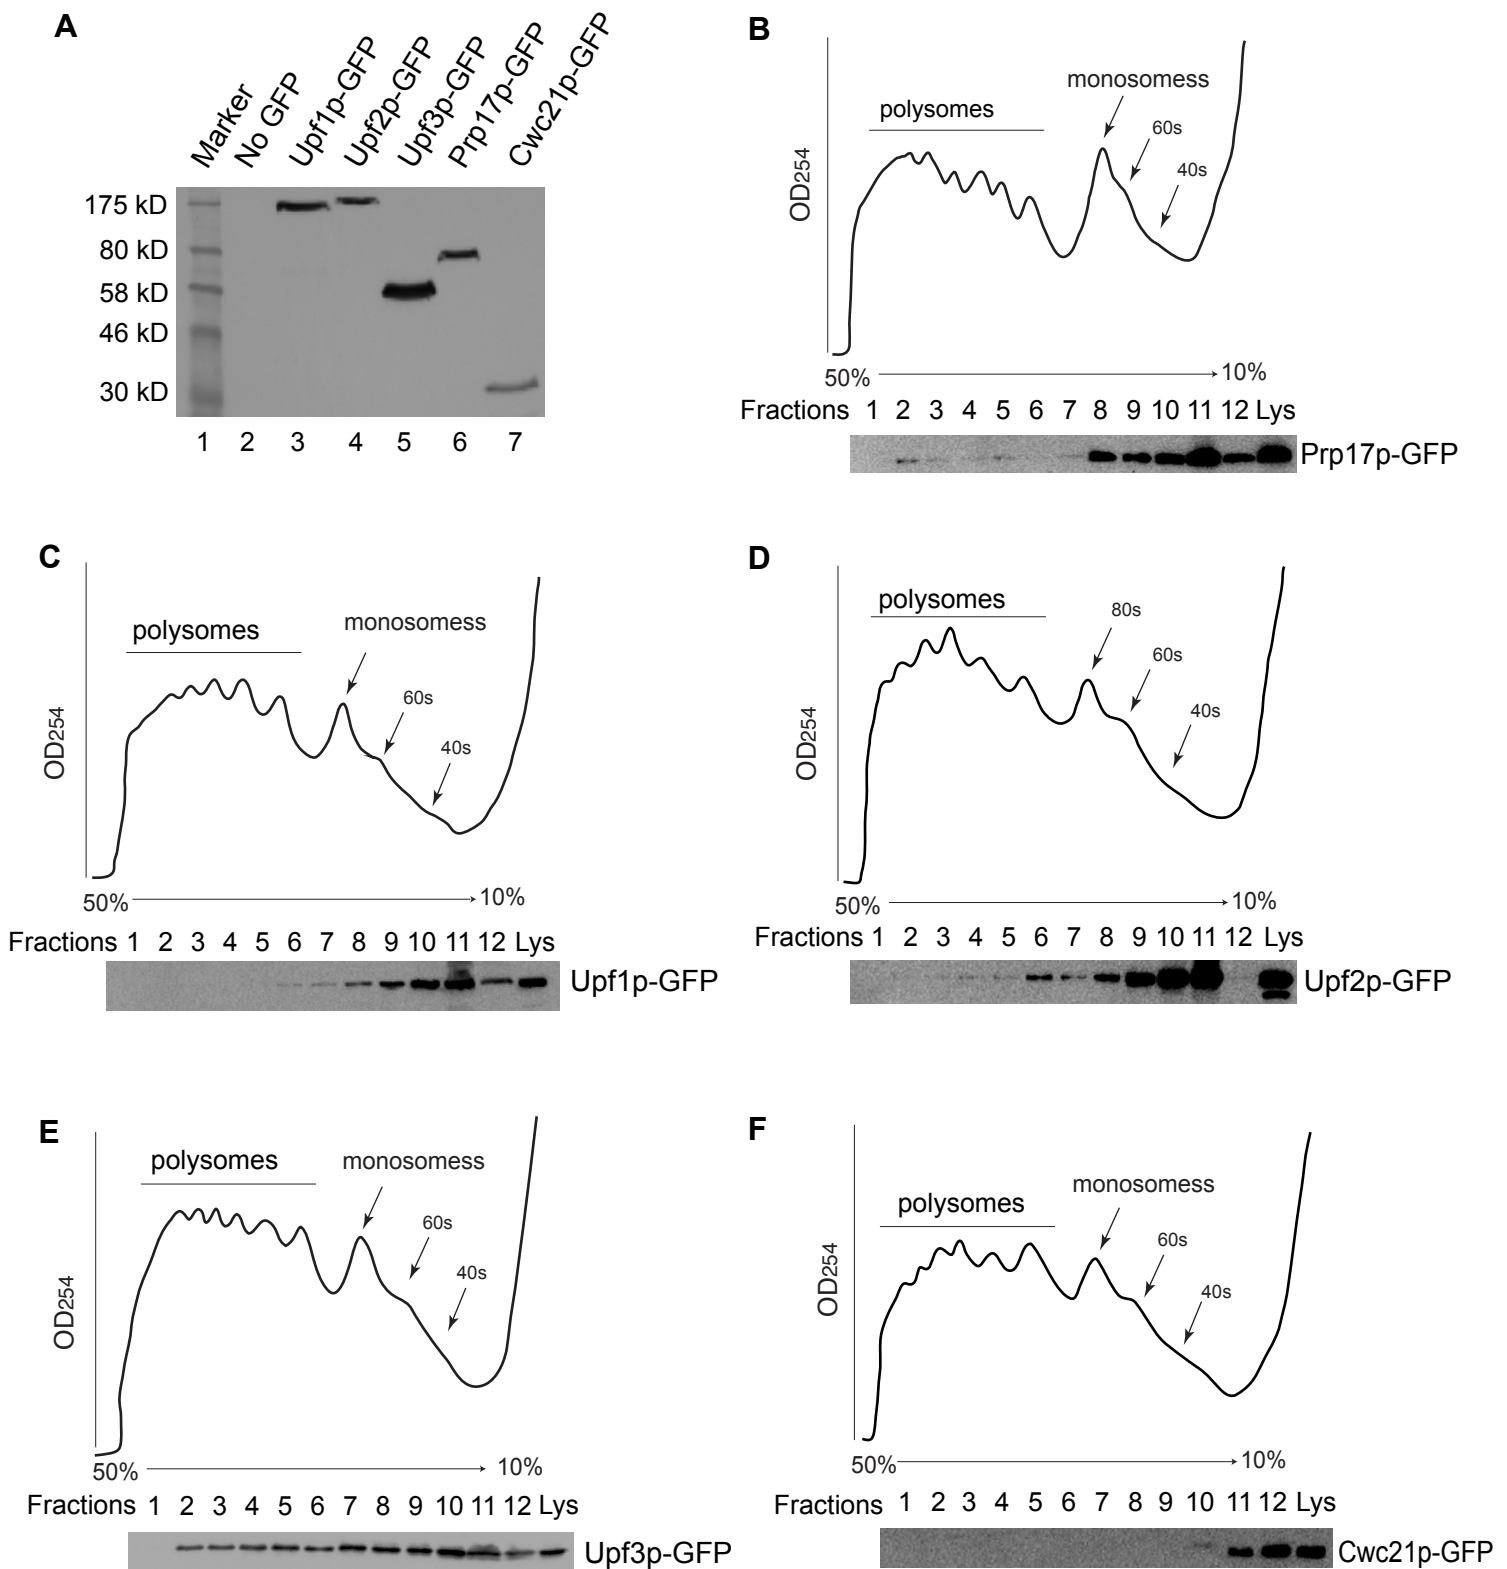 A
Marker
No GFP
Upf1p-GFP
Upf2p-GFP
Upf3p-GFP
Prp17p-GFP
Cwc21p-GFP
175 kD
80 kD
58 kD
46 kD
30 kD
1 2 3 4 5 6 7
B
monosomess
polysomes
60s
40s
OD254
50% 10%
Fractions 1 2 3 4 5 6 7 8 9 10 11 12 Lys
Prp17p-GFP
C
polysomes
monosomess
60s
40s
OD254
50% 10%
Fractions 1 2 3 4 5 6 7 8 9 10 11 12 Lys
Upf1p-GFP
D
polysomes
80s
60s
40s
OD254
50% 10%
Fractions 1 2 3 4 5 6 7 8 9 10 11 12 Lys
Upf2p-GFP
E
polysomes
monosomess
60s
40s
OD254
50% 10%
Fractions 1 2 3 4 5 6 7 8 9 10 11 12 Lys
Upf3p-GFP
F
monosomess
polysomes
60s
40s
OD254
50% 10%
Fractions 1 2 3 4 5 6 7 8 9 10 11 12 Lys
Cwc21p-GFP